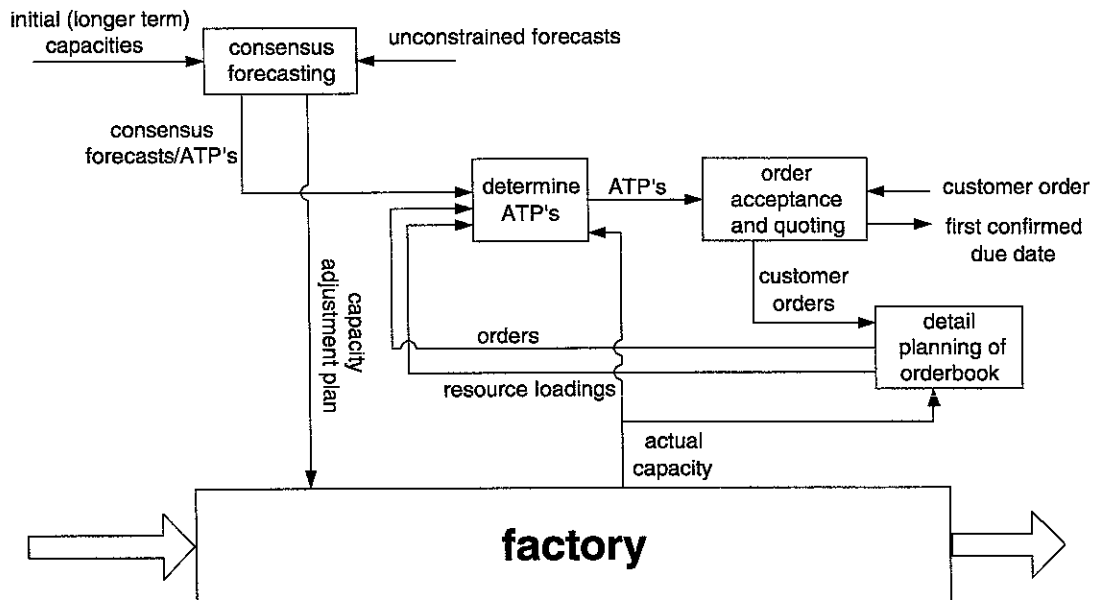 initial (longer term)
capacities
consensus
forecasting
unconstrained forecasts
consensus
forecasts/ATP's
determine
ATP's
ATP's
order
acceptance
and quoting
customer order
first confirmed
due date
customer
orders
capacity
adjustment plan
orders
resource loadings
detail
planning of
orderbook
actual
capacity
factory